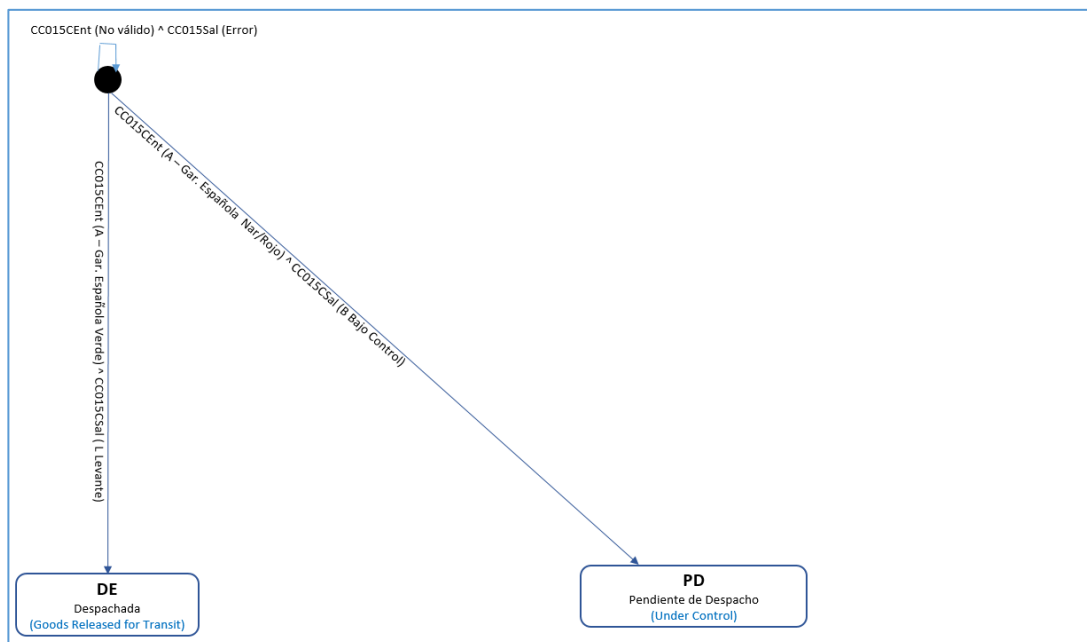 CC015CEnt (No válido) ^ CC015Sal (Error)
CC015CEnt (A – Gar. Española  Nar/Rojo) ^ CC015CSal (B Bajo Control)
CC015CEnt (A – Gar. Española Verde) ^ CC015CSal ( L Levante)
DE
Despachada
(Goods Released for Transit)
PD
Pendiente de Despacho
(Under Control)